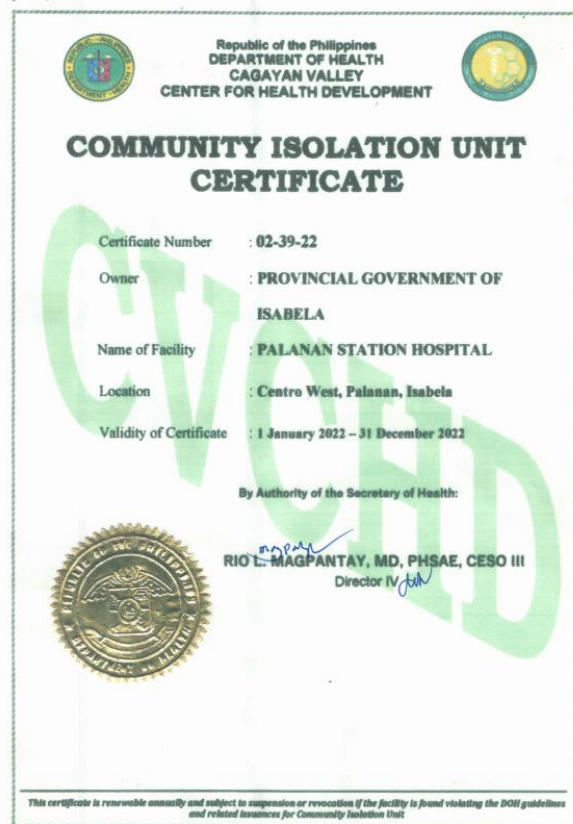 Republic of the Philippines
DEPARTMENT OF HEALTH
CAGAYAN VALLEY
CENTER FOR HEALTH DEVELOPMENT
COMMUNITY ISOLATION UNIT
CERTIFICATE
Certificate Number : 02-39-22
Owner : PROVINCIAL GOVERNMENT OF
ISABELA
Name of Facility : PALANAN STATION HOSPITAL
Location : Centro West, Palanan, Isabela
Validity of Certificate : 1 January 2022 – 31 December 2022
CVCHD
By Authority of the Secretary of Health:
RIO L. MAGPANTAY, MD, PHSAE, CESO III
Director IV
This certificate is renewable annually and subject to suspension or revocation if the facility is found violating the DOH guidelines
and related issuances for Community Isolation Unit